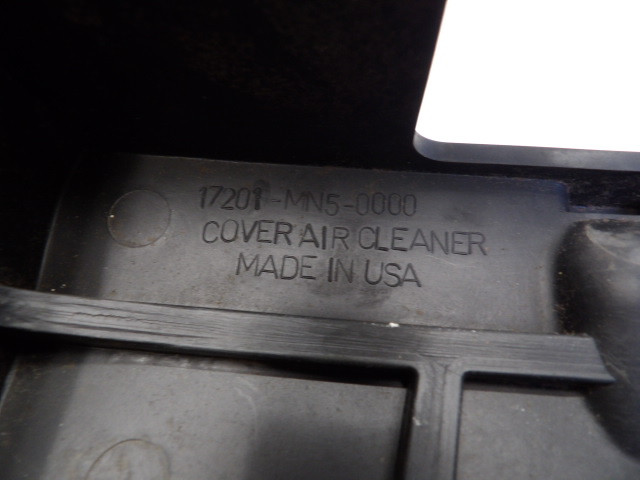 17201-MN5-0000
COVER AIR CLEANER
MADE IN USA